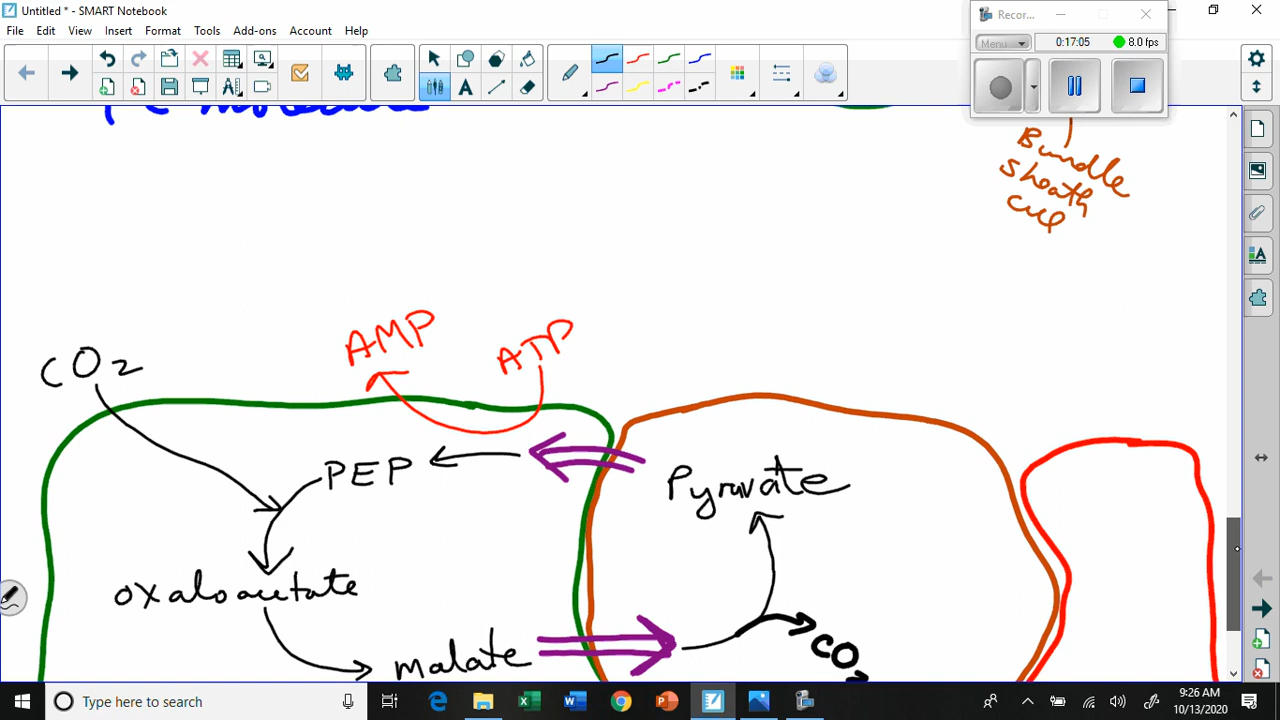 Untitled * - SMART Notebook
Recor...
File Edit View Insert Format Tools Add-ons Account Help
Menu
0:17:05
8.0 fps
Bundle
Sheath
Cell
AMP
ATP
CO2
PEP
Pyruvate
oxaloacetate
malate
CO2
Type here to search
9:26 AM
10/13/2020